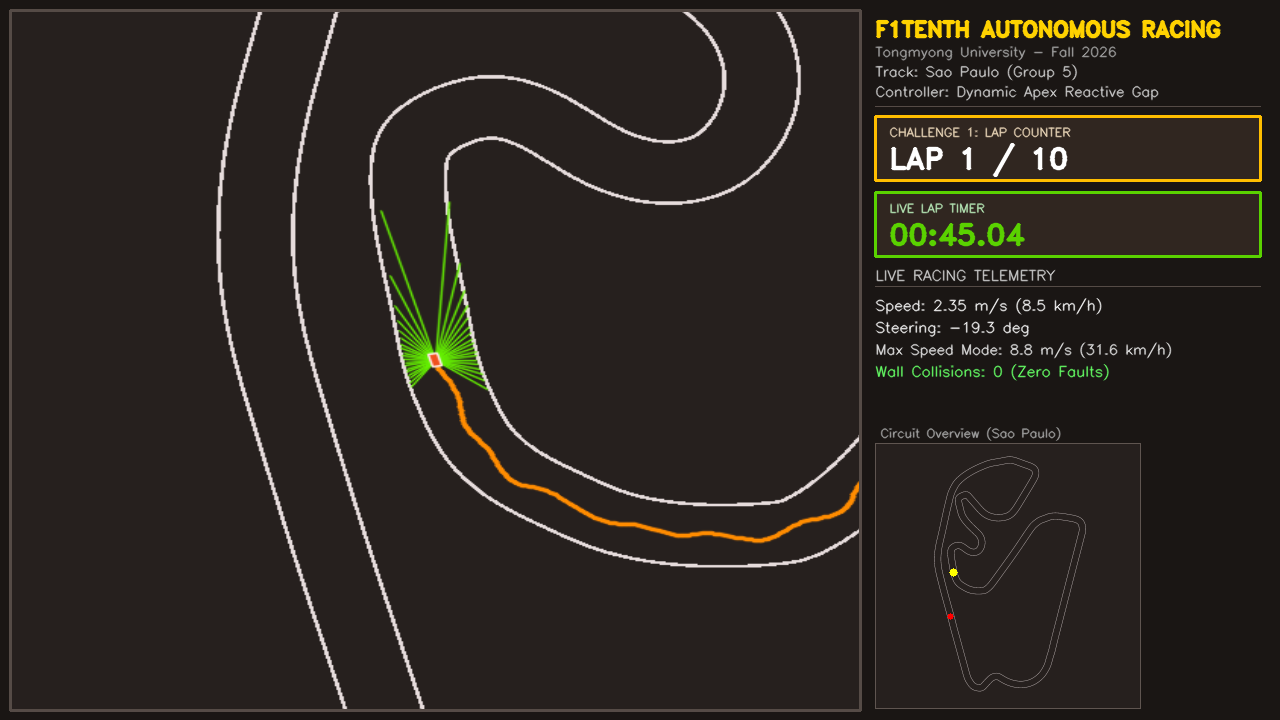 F1TENTH AUTONOMOUS RACING
Tongmyong University – Fall 2026
Track: Sao Paulo (Group 5)
Controller: Dynamic Apex Reactive Gap
CHALLENGE 1: LAP COUNTER
LAP 1 / 10
LIVE LAP TIMER
00:45.04
LIVE RACING TELEMETRY
Speed: 2.35 m/s (8.5 km/h)
Steering: -19.3 deg
Max Speed Mode: 8.8 m/s (31.6 km/h)
Wall Collisions: 0 (Zero Faults)
Circuit Overview (Sao Paulo)